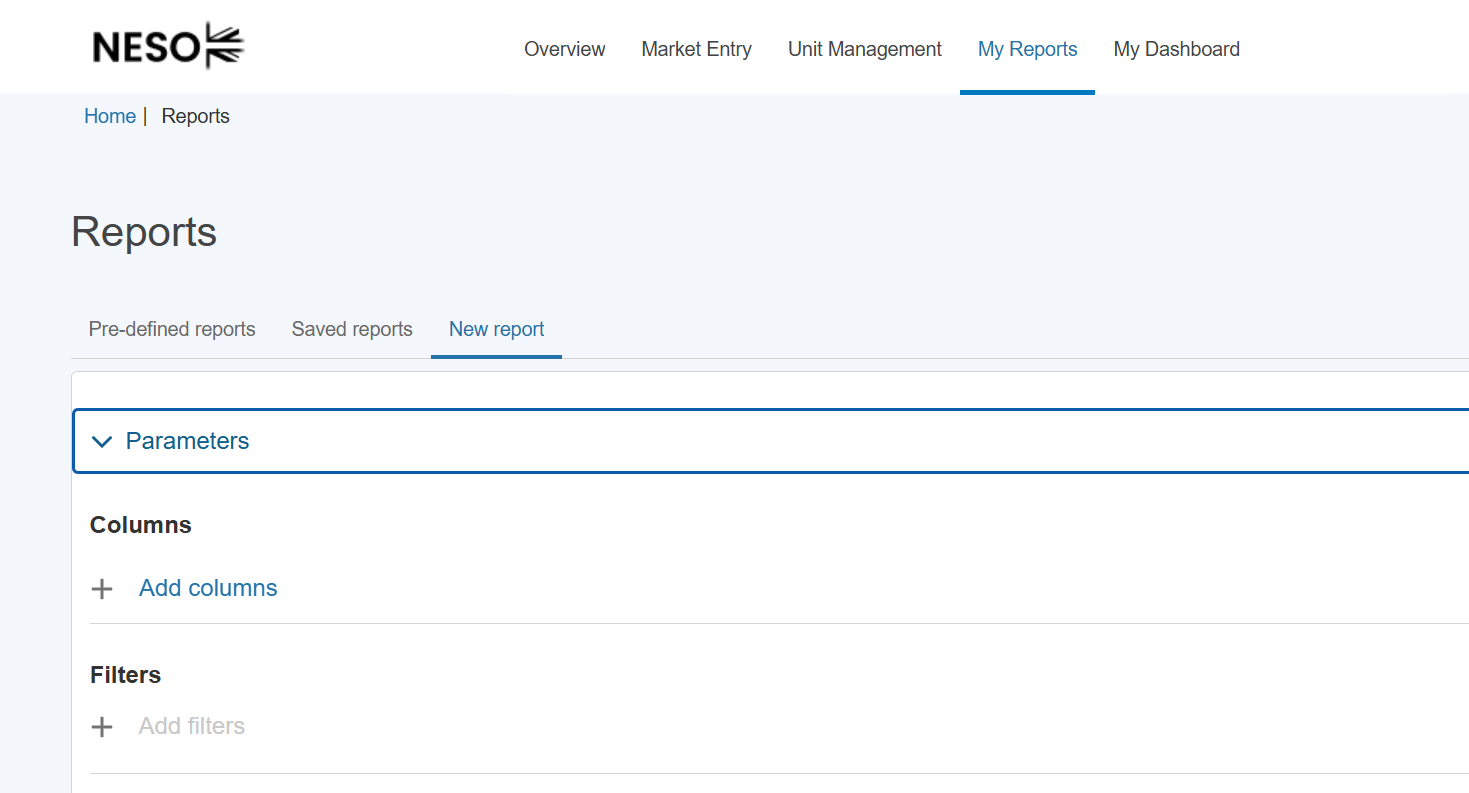 NESO
Overview Market Entry Unit Management My Reports My Dashboard
Home | Reports
Reports
Pre-defined reports Saved reports New report
Parameters
Columns
+ Add columns
Filters
+ Add filters